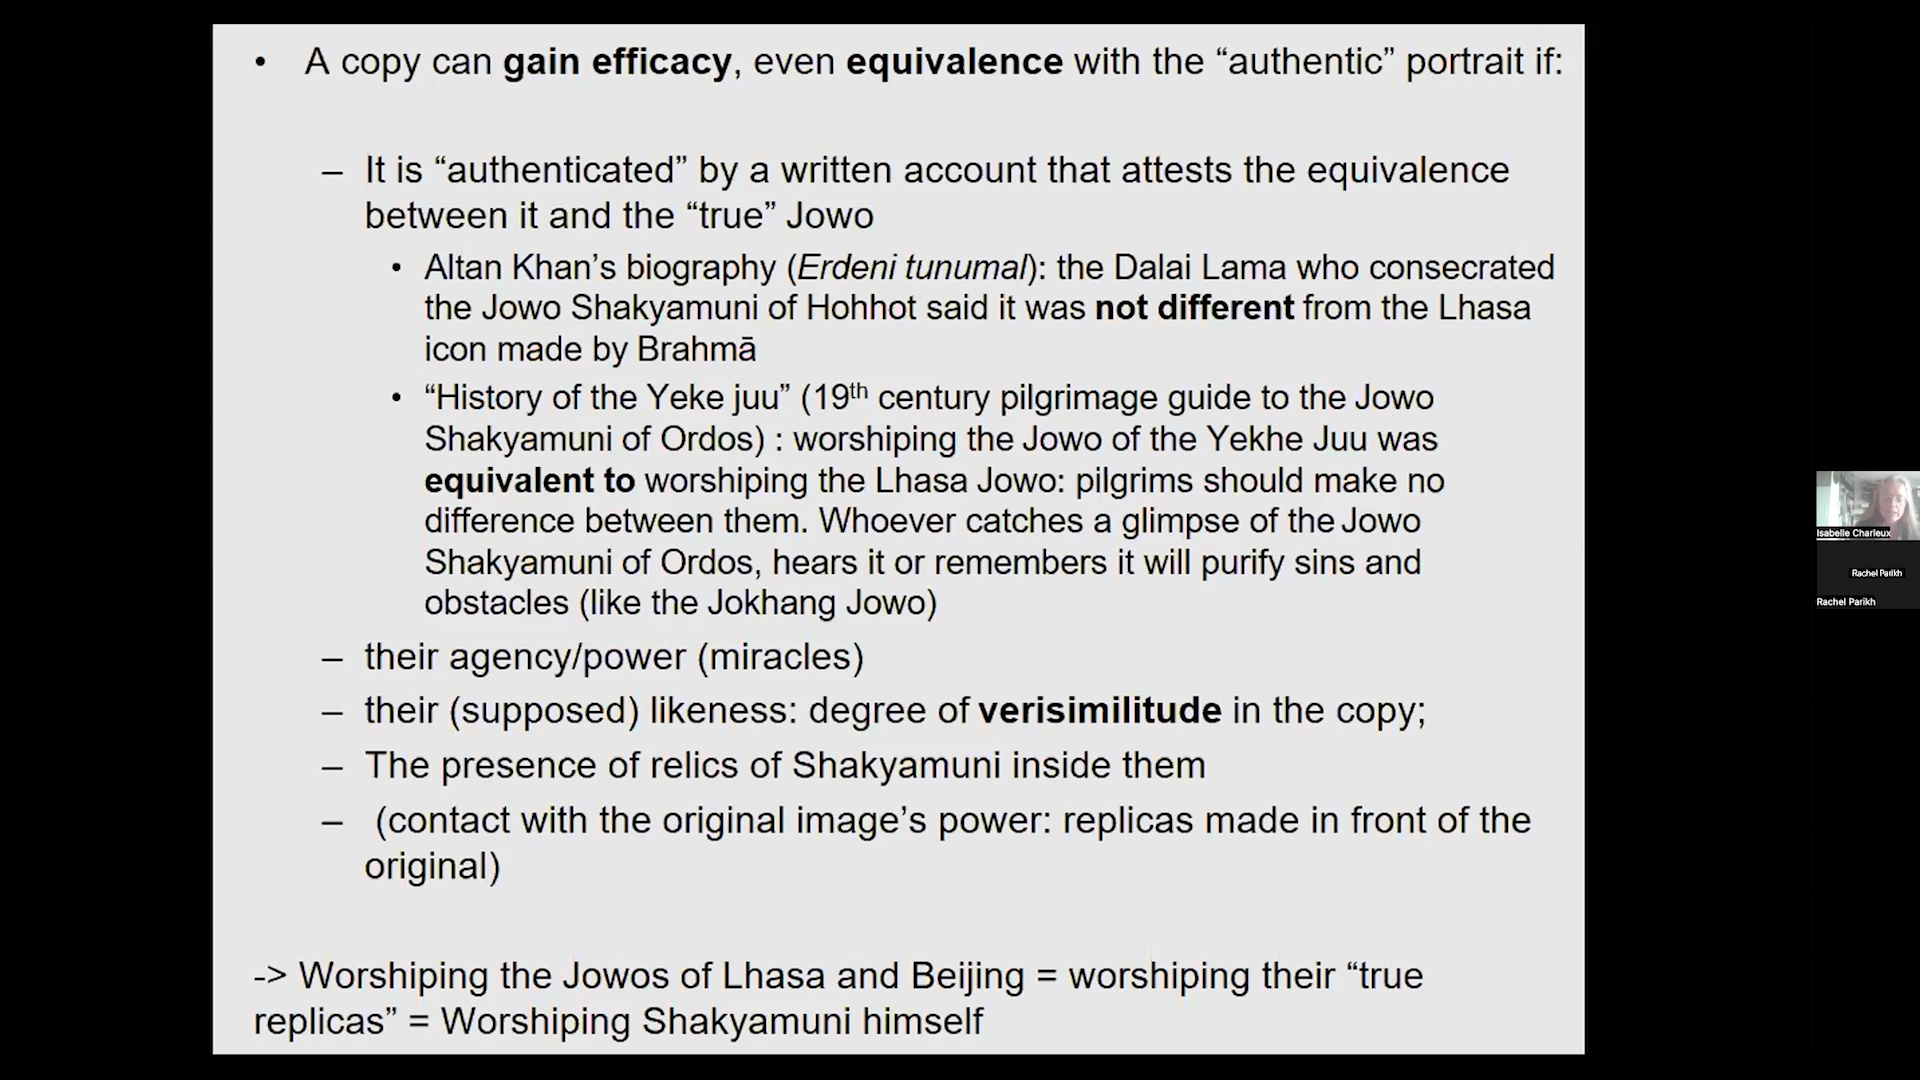 • A copy can gain efficacy, even equivalence with the “authentic” portrait if:
– It is “authenticated” by a written account that attests the equivalence
between it and the “true” Jowo
• Altan Khan’s biography (Erdeni tunumal): the Dalai Lama who consecrated
the Jowo Shakyamuni of Hohhot said it was not different from the Lhasa
icon made by Brahmā
• “History of the Yeke juu” (19th century pilgrimage guide to the Jowo
Shakyamuni of Ordos) : worshiping the Jowo of the Yekhe Juu was
equivalent to worshiping the Lhasa Jowo: pilgrims should make no
difference between them. Whoever catches a glimpse of the Jowo
Shakyamuni of Ordos, hears it or remembers it will purify sins and
obstacles (like the Jokhang Jowo)
– their agency/power (miracles)
– their (supposed) likeness: degree of verisimilitude in the copy;
– The presence of relics of Shakyamuni inside them
– (contact with the original image’s power: replicas made in front of the
original)
-> Worshiping the Jowos of Lhasa and Beijing = worshiping their “true
replicas” = Worshiping Shakyamuni himself
Isabelle Charleux
Rachel Parikh
Rachel Parikh